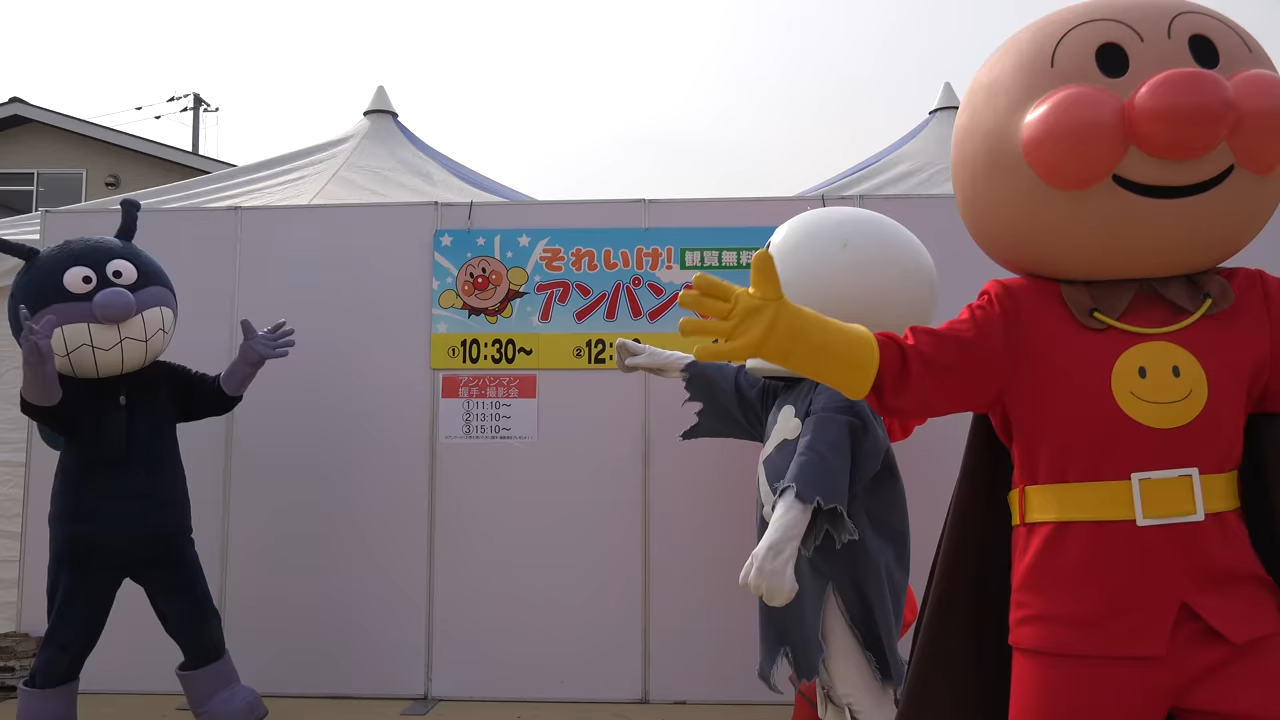 それいけ! 観覧無料
アンパン
①10:30〜 ②12:
アンパンマン
握手・撮影会
①11:10〜
②13:10〜
③15:10〜